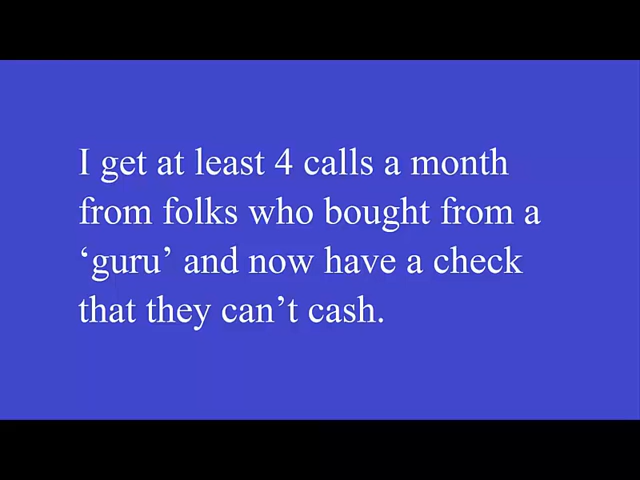 I get at least 4 calls a month
from folks who bought from a
‘guru’ and now have a check
that they can’t cash.